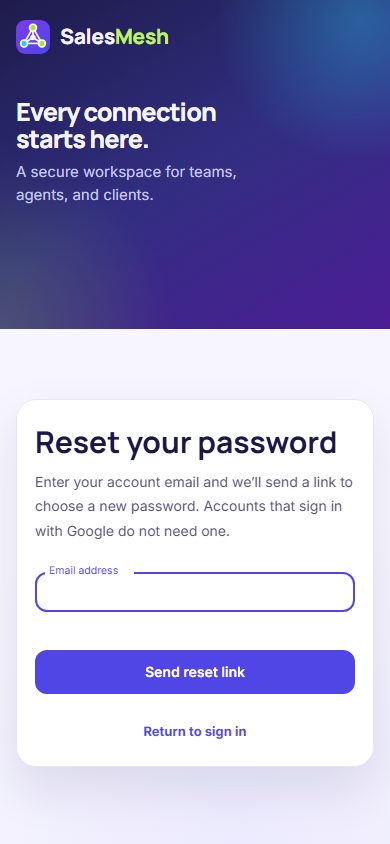 SalesMesh
Every connection
starts here.
A secure workspace for teams,
agents, and clients.
Reset your password
Enter your account email and we’ll send a link to
choose a new password. Accounts that sign in
with Google do not need one.
Email address
Send reset link
Return to sign in